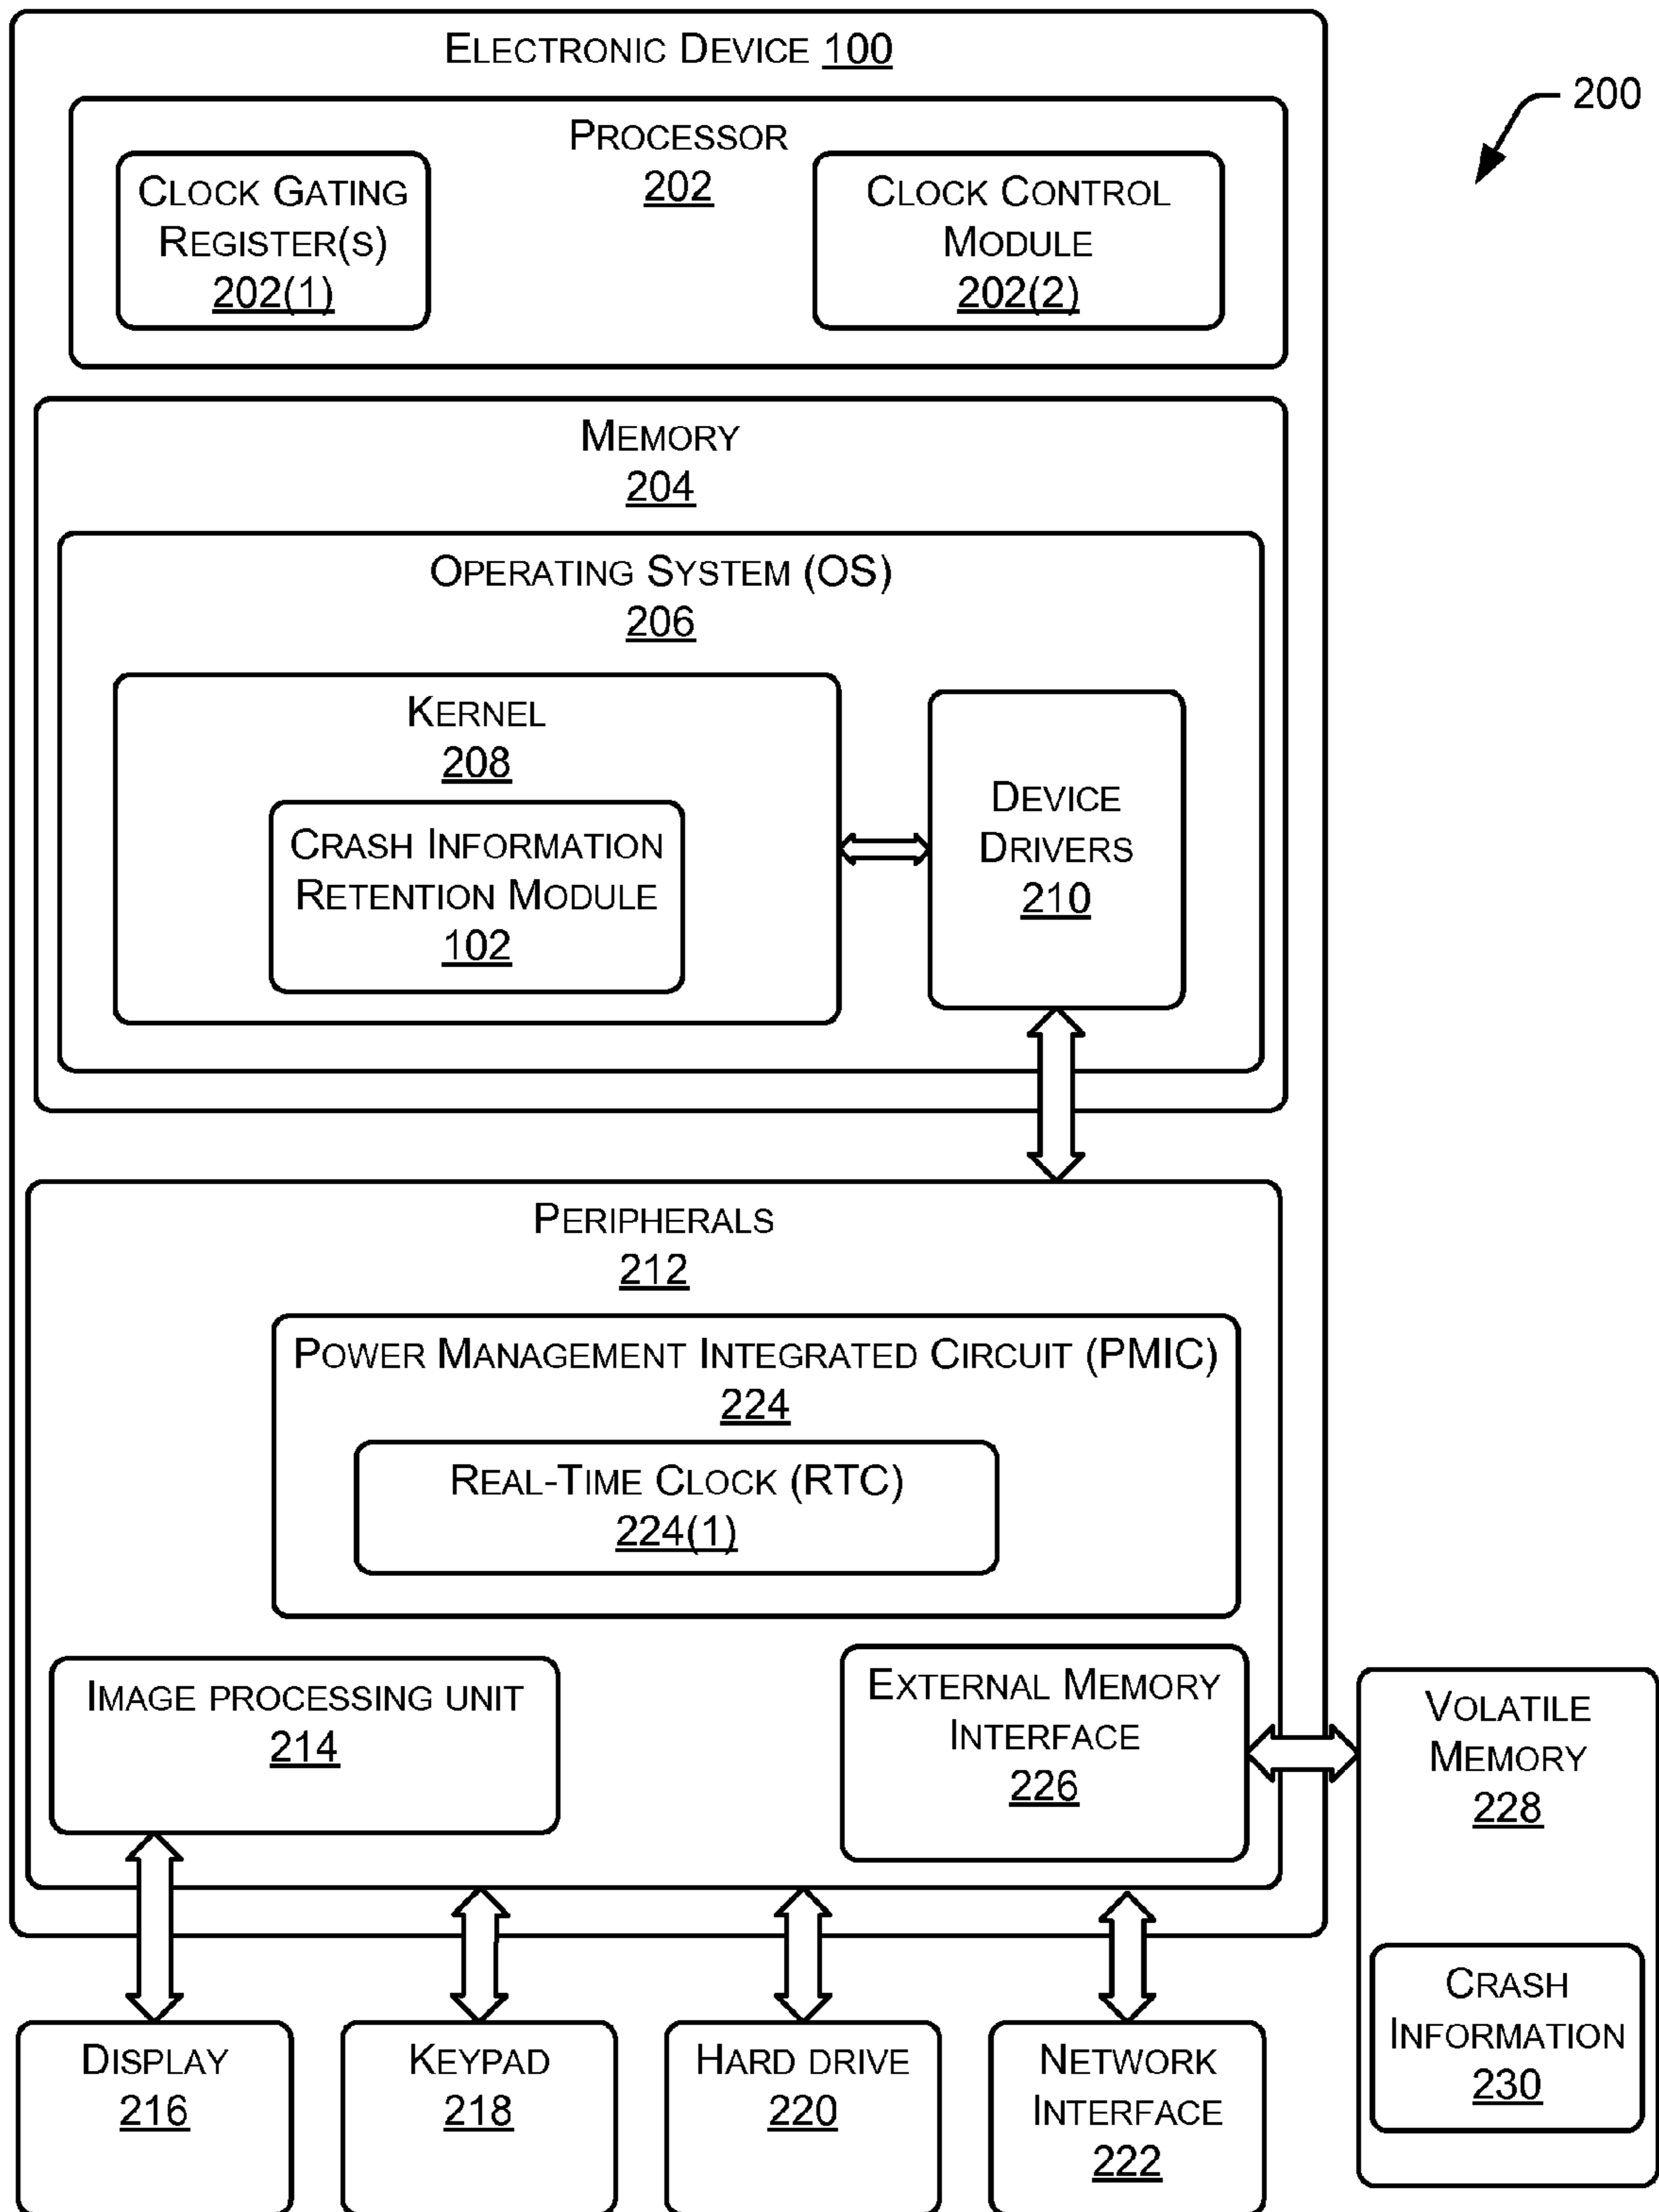 ELECTRONIC DEVICE 100
200
PROCESSOR
202
CLOCK GATING
REGISTER(S)
202(1)
CLOCK CONTROL
MODULE
202(2)
MEMORY
204
OPERATING SYSTEM (OS)
206
KERNEL
208
CRASH INFORMATION
RETENTION MODULE
102
DEVICE
DRIVERS
210
PERIPHERALS
212
POWER MANAGEMENT INTEGRATED CIRCUIT (PMIC)
224
REAL-TIME CLOCK (RTC)
224(1)
IMAGE PROCESSING UNIT
214
EXTERNAL MEMORY
INTERFACE
226
VOLATILE
MEMORY
228
CRASH
INFORMATION
230
DISPLAY
216
KEYPAD
218
HARD DRIVE
220
NETWORK
INTERFACE
222